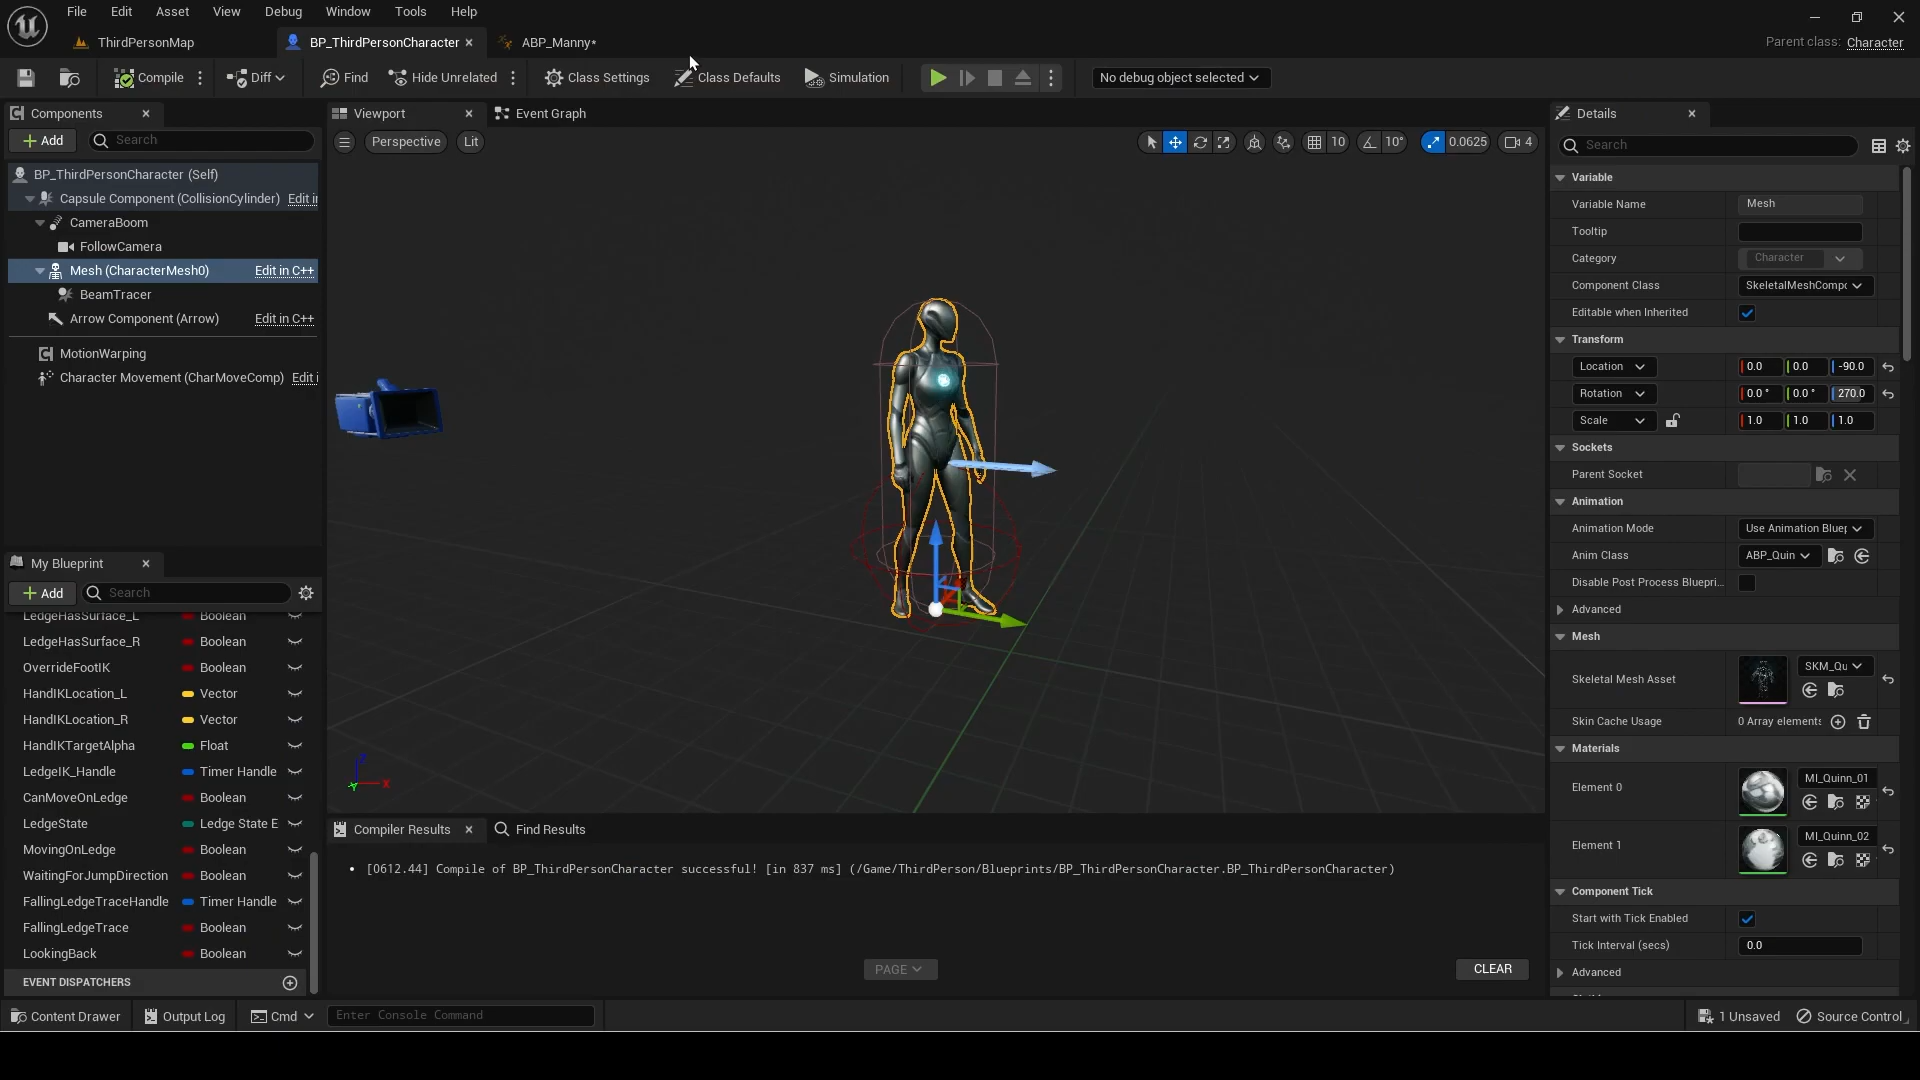 File Edit Asset View Debug Window Tools Help
ThirdPersonMap BP_ThirdPersonCharacter ABP_Manny*
Parent class: Character
Compile Diff Find Hide Unrelated Class Settings Class Defaults Simulation No debug object selected
Components
Add Search
BP_ThirdPersonCharacter (Self)
Capsule Component (CollisionCylinder) Edit i
CameraBoom
FollowCamera
Mesh (CharacterMesh0) Edit in C++
BeamTracer
Arrow Component (Arrow) Edit in C++
MotionWarping
Character Movement (CharMoveComp) Edit i
My Blueprint
Add Search
LedgeHasSurface_L Boolean
LedgeHasSurface_R Boolean
OverrideFootIK Boolean
HandIKLocation_L Vector
HandIKLocation_R Vector
HandIKTargetAlpha Float
LedgeIK_Handle Timer Handle
CanMoveOnLedge Boolean
LedgeState Ledge State E
MovingOnLedge Boolean
WaitingForJumpDirection Boolean
FallingLedgeTraceHandle Timer Handle
FallingLedgeTrace Boolean
LookingBack Boolean
EVENT DISPATCHERS
Viewport Event Graph
Perspective Lit 10 10° 0.0625 4
Z
X
Y
Compiler Results Find Results
[0612.44] Compile of BP_ThirdPersonCharacter successful! [in 837 ms] (/Game/ThirdPerson/Blueprints/BP_ThirdPersonCharacter.BP_ThirdPersonCharacter)
PAGE CLEAR
Details
Search
Variable
Variable Name Mesh
Tooltip
Category Character
Component Class SkeletalMeshCompc
Editable when Inherited
Transform
Location 0.0 0.0 -90.0
Rotation 0.0 ° 0.0 ° 270.0
Scale 1.0 1.0 1.0
Sockets
Parent Socket
Animation
Animation Mode Use Animation Bluep
Anim Class ABP_Quin
Disable Post Process Bluepri...
Advanced
Mesh
Skeletal Mesh Asset SKM_Qu
Skin Cache Usage 0 Array elements
Materials
Element 0 MI_Quinn_01
Element 1 MI_Quinn_02
Component Tick
Start with Tick Enabled
Tick Interval (secs) 0.0
Advanced
Content Drawer Output Log Cmd Enter Console Command 1 Unsaved Source Control